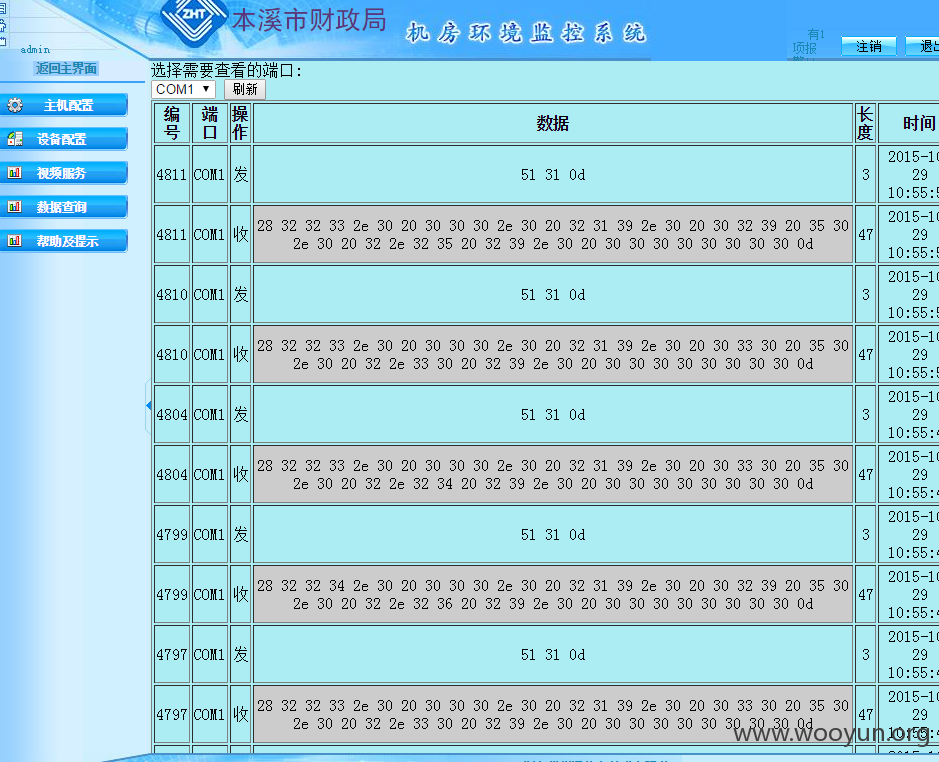 ZHT 本溪市财政局
机房环境监控系统
有1
项报
注销 退出
admin
返回主界面
主机配置
设备配置
视频服务
数据查询
帮助及提示
选择需要查看的端口:
COM1 刷新
编号 端口 操作 数据 长度 时间
4811 COM1 发 51 31 0d 3 2015-10
29
10:55:5
4811 COM1 收 28 32 32 33 2e 30 20 30 30 30 2e 30 20 32 31 39 2e 30 20 30 32 39 20 35 30 47 2015-10
2e 30 20 32 2e 32 35 20 32 39 2e 30 20 30 30 30 30 30 30 30 30 0d 29
10:55:5
4810 COM1 发 51 31 0d 3 2015-10
29
10:55:5
4810 COM1 收 28 32 32 33 2e 30 20 30 30 30 2e 30 20 32 31 39 2e 30 20 30 33 30 20 35 30 47 2015-10
2e 30 20 32 2e 33 30 20 32 39 2e 30 20 30 30 30 30 30 30 30 30 0d 29
10:55:5
4804 COM1 发 51 31 0d 3 2015-10
29
10:55:4
4804 COM1 收 28 32 32 33 2e 30 20 30 30 30 2e 30 20 32 31 39 2e 30 20 30 33 30 20 35 30 47 2015-10
2e 30 20 32 2e 32 34 20 32 39 2e 30 20 30 30 30 30 30 30 30 30 0d 29
10:55:4
4799 COM1 发 51 31 0d 3 2015-10
29
10:55:4
4799 COM1 收 28 32 32 34 2e 30 20 30 30 30 2e 30 20 32 31 39 2e 30 20 30 32 39 20 35 30 47 2015-10
2e 30 20 32 2e 32 36 20 32 39 2e 30 20 30 30 30 30 30 30 30 30 0d 29
10:55:4
4797 COM1 发 51 31 0d 3 2015-10
29
10:55:4
4797 COM1 收 28 32 32 33 2e 30 20 30 30 30 2e 30 20 32 31 39 2e 30 20 30 33 30 20 35 30 47 2015-10
2e 30 20 32 2e 33 30 20 32 39 2e 30 20 30 30 30 30 30 30 30 30 0d 29
10:55:4
www.wooyun.org